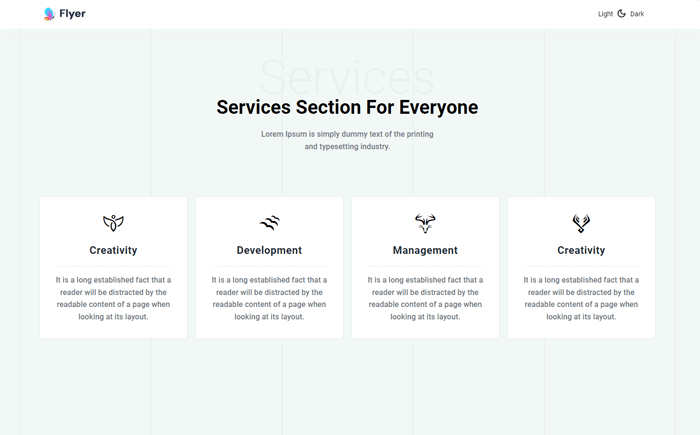 Flyer
Light Dark
Services
Services Section For Everyone
Lorem Ipsum is simply dummy text of the printing
and typesetting industry.
Creativity
It is a long established fact that a
reader will be distracted by the
readable content of a page when
looking at its layout.
Development
It is a long established fact that a
reader will be distracted by the
readable content of a page when
looking at its layout.
Management
It is a long established fact that a
reader will be distracted by the
readable content of a page when
looking at its layout.
Creativity
It is a long established fact that a
reader will be distracted by the
readable content of a page when
looking at its layout.